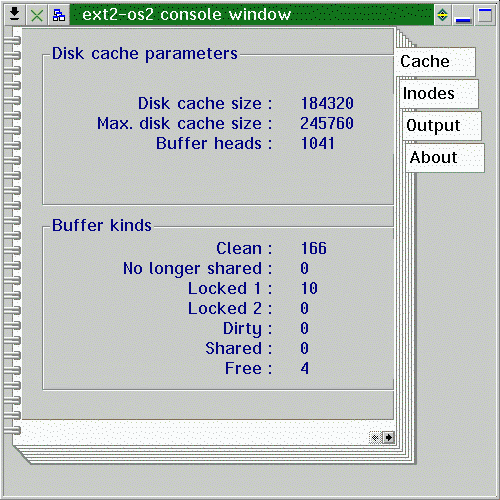 ext2-os2 console window
Disk cache parameters
Disk cache size : 184320
Max. disk cache size : 245760
Buffer heads : 1041
Buffer kinds
Clean : 166
No longer shared : 0
Locked 1 : 10
Locked 2 : 0
Dirty : 0
Shared : 0
Free : 4
Cache
Inodes
Output
About